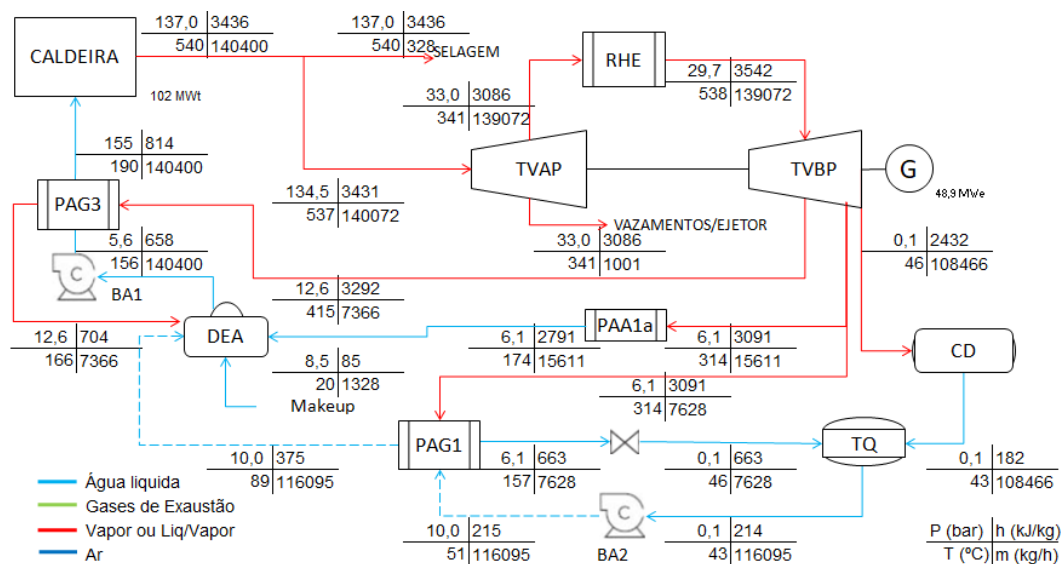 137,0 3436
540 140400
137,0 3436
540 328
SELAGEM
CALDEIRA
102 MWt
RHE
29,7 3542
538 139072
33,0 3086
341 139072
155 814
190 140400
TVAP
TVBP
G
48,9 MWe
134,5 3431
537 140072
PAG3
VAZAMENTOS/EJETOR
33,0 3086
341 1001
0,1 2432
46 108466
5,6 658
156 140400
C
BA1
12,6 3292
415 7366
DEA
PAA1a
12,6 704
166 7366
6,1 2791
174 15611
6,1 3091
314 15611
CD
8,5 85
20 1328
Makeup
6,1 3091
314 7628
PAG1
TQ
10,0 375
89 116095
6,1 663
157 7628
0,1 663
46 7628
0,1 182
43 108466
Água liquida
Gases de Exaustão
Vapor ou Liq/Vapor
Ar
C
BA2
10,0 215
51 116095
0,1 214
43 116095
P (bar) h (kJ/kg)
T (ºC) m (kg/h)